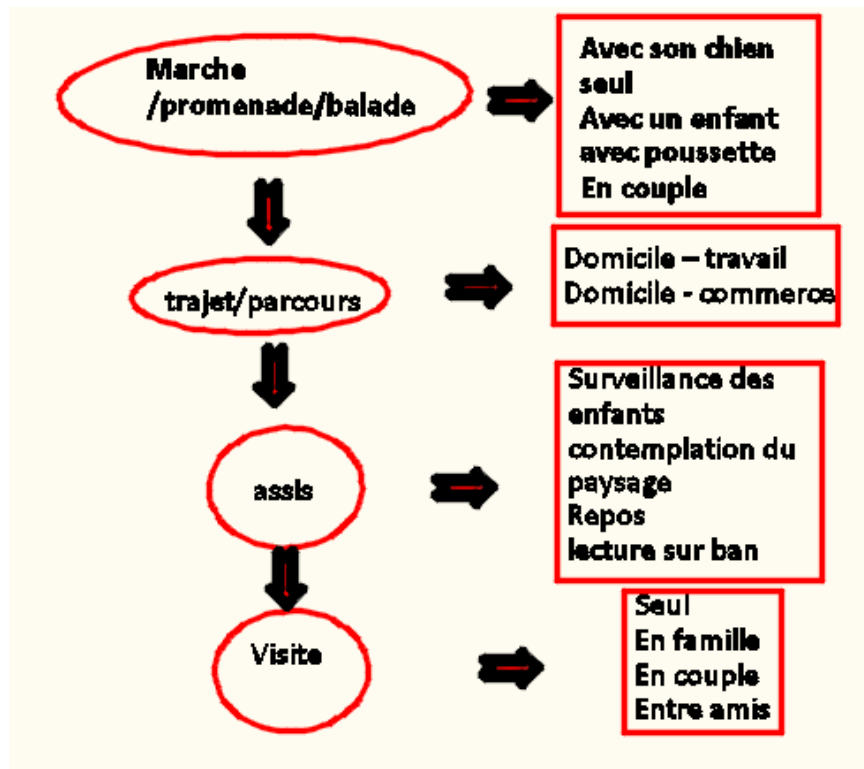 Marche
/promenade/balade
Avec son chien
seul
Avec un enfant
avec poussette
En couple
trajet/parcours
Domicile – travail
Domicile - commerce
assis
Surveillance des
enfants
contemplation du
paysage
Repos
lecture sur ban
Visite
Seul
En famille
En couple
Entre amis